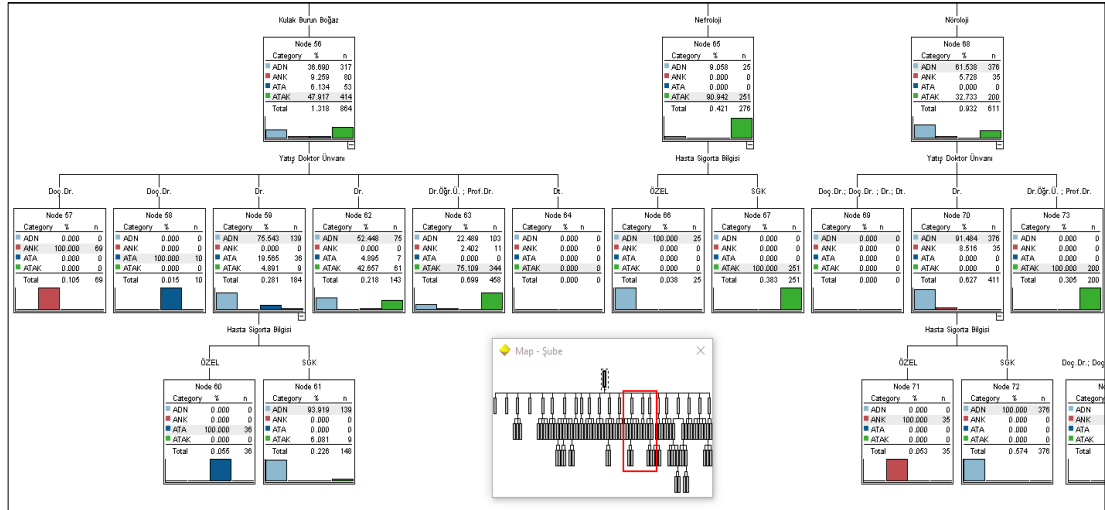 Kulak Burun Boğaz
Nefroloji
Nöroloji
Node 56
Category % n
ADN 36.690 317
ANK 9.259 80
ATA 6.134 53
ATAK 47.917 414
Total 1.318 864
Node 65
Category % n
ADN 9.058 25
ANK 0.000 0
ATA 0.000 0
ATAK 90.942 251
Total 0.421 276
Node 68
Category % n
ADN 61.538 376
ANK 5.728 35
ATA 0.000 0
ATAK 32.733 200
Total 0.932 611
Yatış Doktor Ünvanı
Hasta Sigorta Bilgisi
Yatış Doktor Ünvanı
Doç.Dr.
Doç.Dr.
Dr.
Dr.
Dr.Öğr.Ü. ; Prof.Dr.
Dt.
ÖZEL
SGK
Doç.Dr.; Doç.Dr. ; Dr.; Dt.
Dr.
Dr.Öğr.Ü. ; Prof.Dr.
Node 57
Category % n
ADN 0.000 0
ANK 100.000 69
ATA 0.000 0
ATAK 0.000 0
Total 0.105 69
Node 58
Category % n
ADN 0.000 0
ANK 0.000 0
ATA 100.000 10
ATAK 0.000 0
Total 0.015 10
Node 59
Category % n
ADN 75.543 139
ANK 0.000 0
ATA 19.565 36
ATAK 4.891 9
Total 0.281 184
Node 62
Category % n
ADN 52.448 75
ANK 0.000 0
ATA 4.895 7
ATAK 42.657 61
Total 0.218 143
Node 63
Category % n
ADN 22.489 103
ANK 2.402 11
ATA 0.000 0
ATAK 75.109 344
Total 0.699 458
Node 64
Category % n
ADN 0.000 0
ANK 0.000 0
ATA 0.000 0
ATAK 0.000 0
Total 0.000 0
Node 66
Category % n
ADN 100.000 25
ANK 0.000 0
ATA 0.000 0
ATAK 0.000 0
Total 0.038 25
Node 67
Category % n
ADN 0.000 0
ANK 0.000 0
ATA 0.000 0
ATAK 100.000 251
Total 0.383 251
Node 69
Category % n
ADN 0.000 0
ANK 0.000 0
ATA 0.000 0
ATAK 0.000 0
Total 0.000 0
Node 70
Category % n
ADN 91.484 376
ANK 8.516 35
ATA 0.000 0
ATAK 0.000 0
Total 0.627 411
Node 73
Category % n
ADN 0.000 0
ANK 0.000 0
ATA 0.000 0
ATAK 100.000 200
Total 0.305 200
Hasta Sigorta Bilgisi
Hasta Sigorta Bilgisi
ÖZEL
SGK
ÖZEL
SGK
Node 60
Category % n
ADN 0.000 0
ANK 0.000 0
ATA 100.000 36
ATAK 0.000 0
Total 0.055 36
Node 61
Category % n
ADN 93.919 139
ANK 0.000 0
ATA 0.000 0
ATAK 6.081 9
Total 0.226 148
Map - Şube
Node 71
Category % n
ADN 0.000 0
ANK 100.000 35
ATA 0.000 0
ATAK 0.000 0
Total 0.053 35
Node 72
Category % n
ADN 100.000 376
ANK 0.000 0
ATA 0.000 0
ATAK 0.000 0
Total 0.574 376
Doç.Dr.;
Category
ADN
ANK
ATA
ATAK
Total